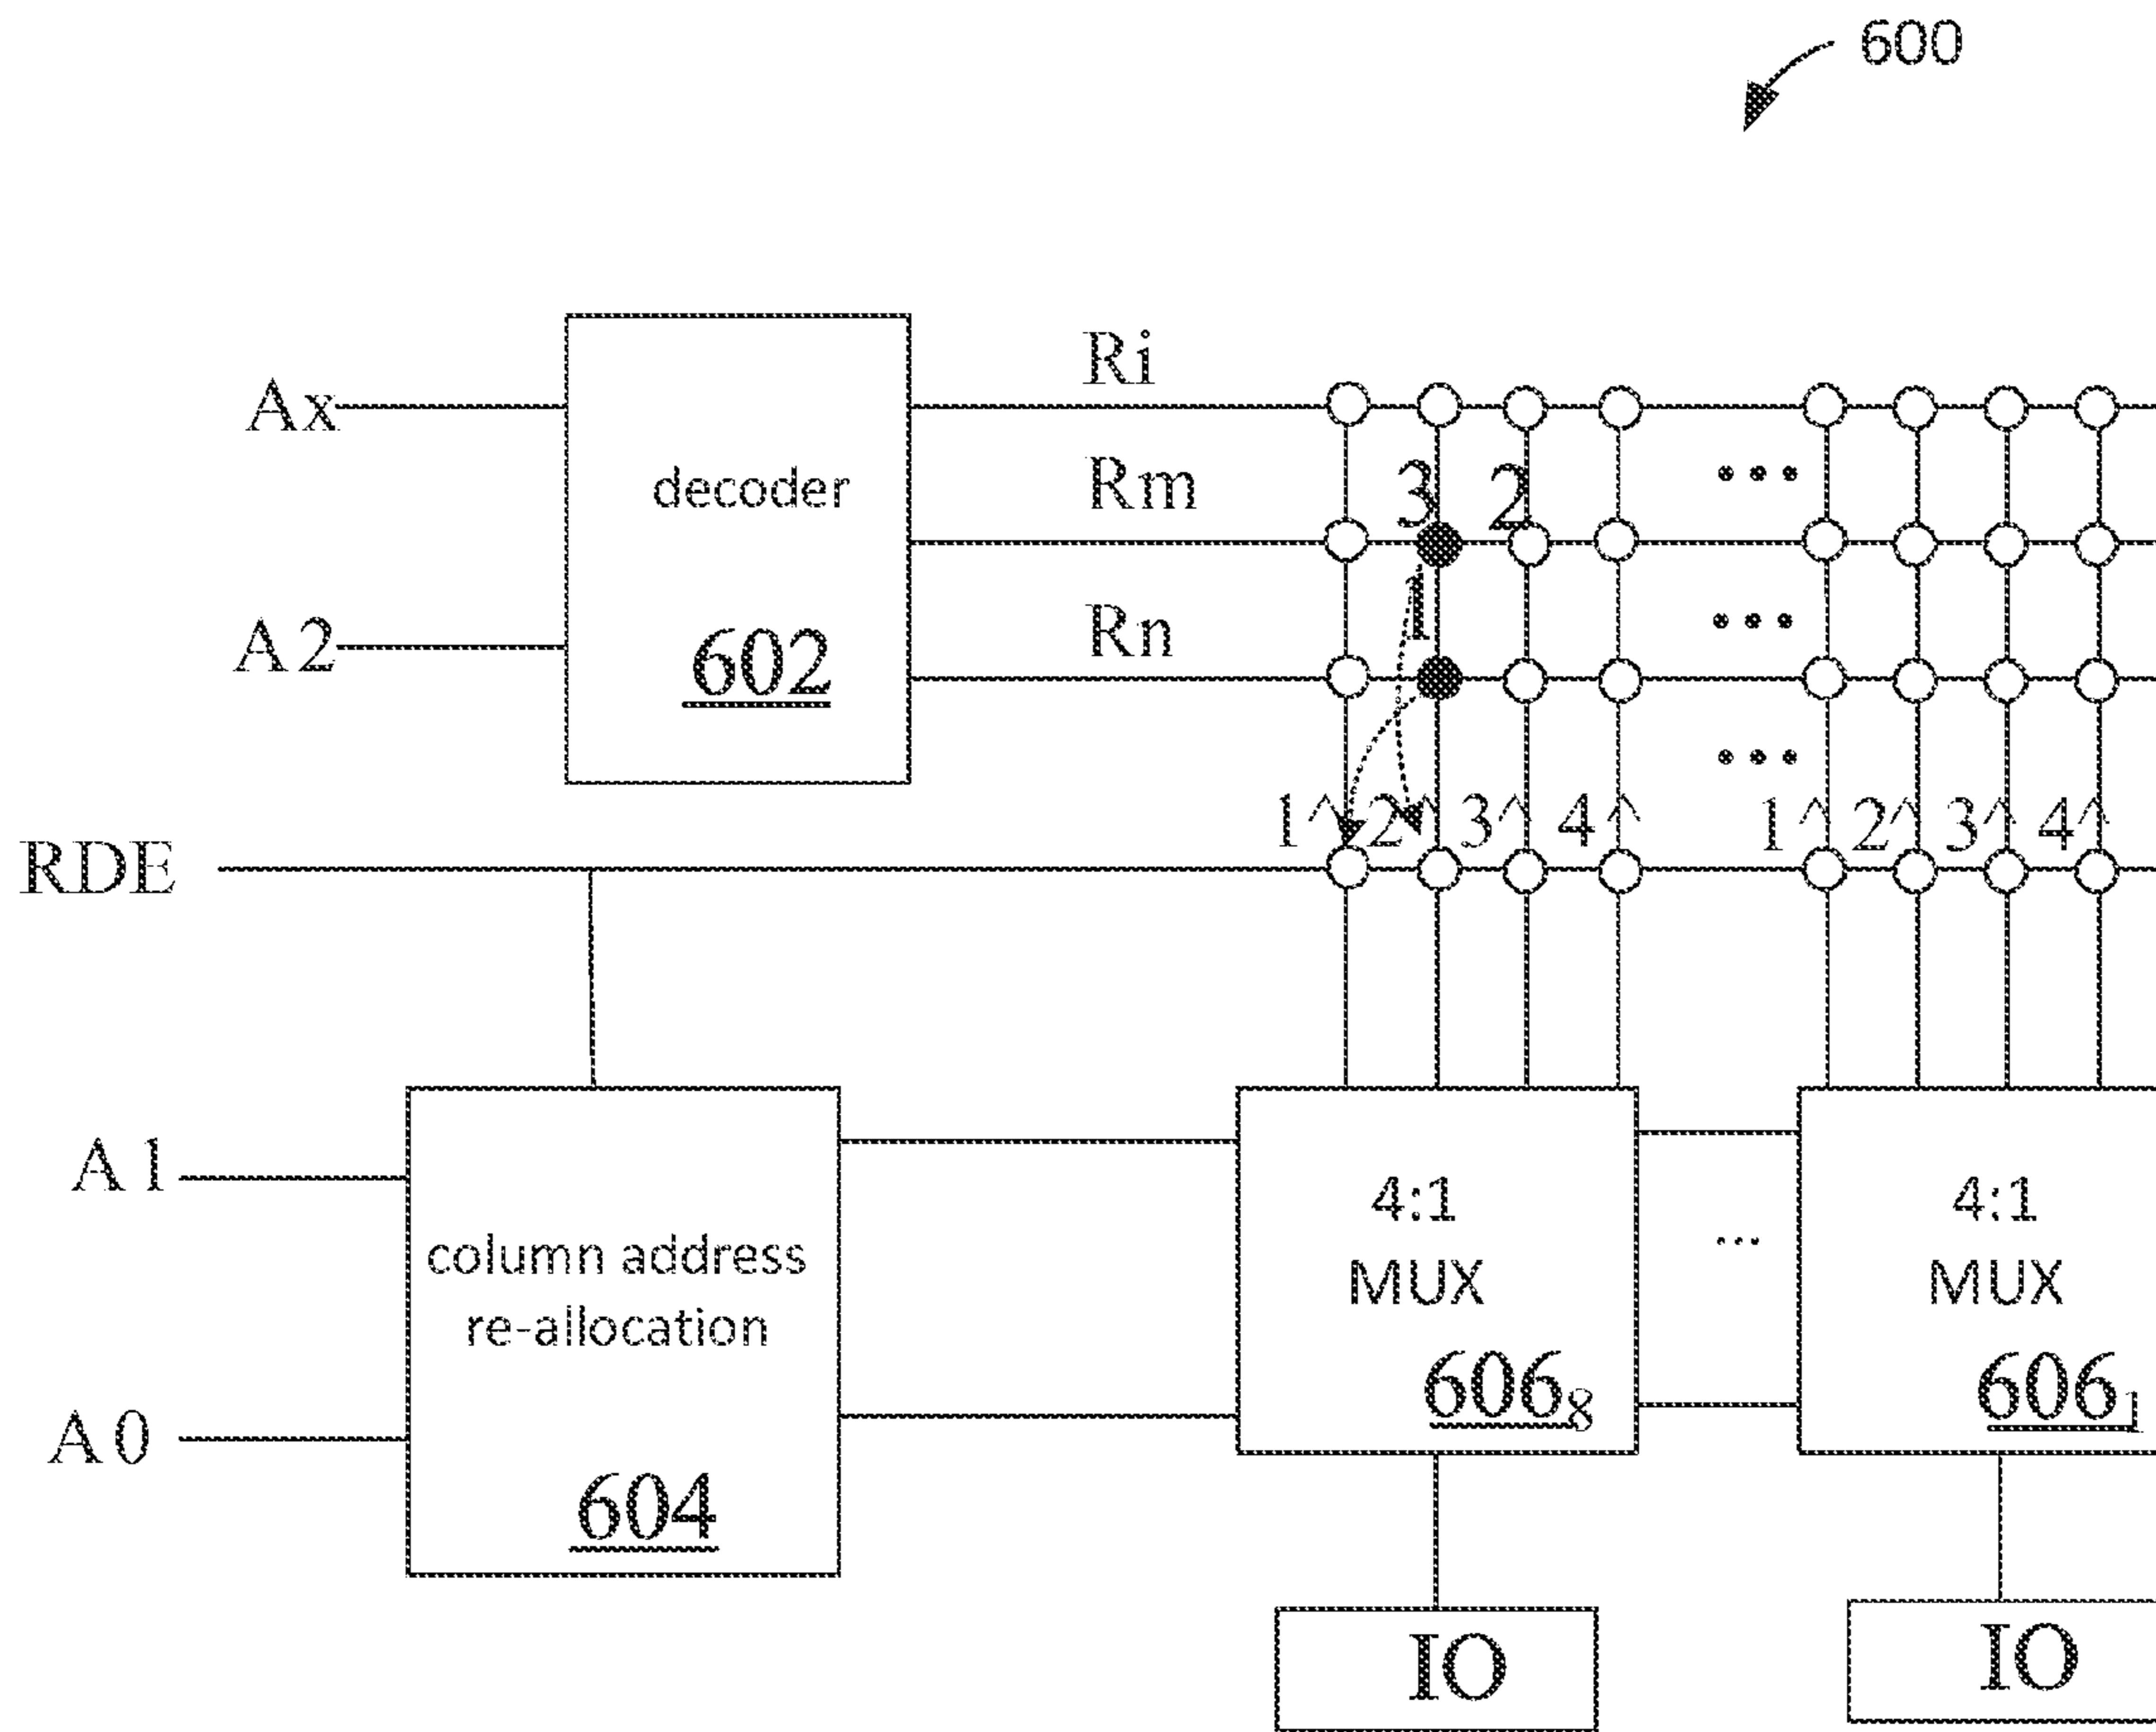 600
Ri
Ax
decoder
Rm
3 2
...
A2
602
Rn
1
...
...
1^ 2^ 3^ 4^ 1^ 2^ 3^ 4^
RDE
A1
column address
re-allocation
A0
604
4:1
MUX
606₈
...
4:1
MUX
606₁
IO
IO